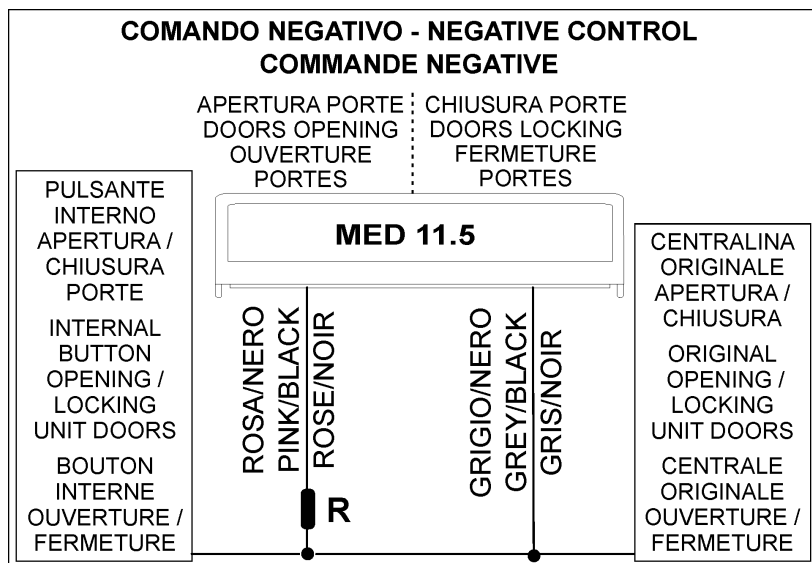 COMANDO NEGATIVO - NEGATIVE CONTROL
COMMANDE NEGATIVE
APERTURA PORTE
DOORS OPENING
OUVERTURE
PORTES
CHIUSURA PORTE
DOORS LOCKING
FERMETURE
PORTES
PULSANTE
INTERNO
APERTURA /
CHIUSURA
PORTE
INTERNAL
BUTTON
OPENING /
LOCKING
UNIT DOORS
BOUTON
INTERNE
OUVERTURE /
FERMETURE
MED 11.5
ROSA/NERO
PINK/BLACK
ROSE/NOIR
R
GRIGIO/NERO
GREY/BLACK
GRIS/NOIR
CENTRALINA
ORIGINALE
APERTURA /
CHIUSURA
ORIGINAL
OPENING /
LOCKING
UNIT DOORS
CENTRALE
ORIGINALE
OUVERTURE /
FERMETURE